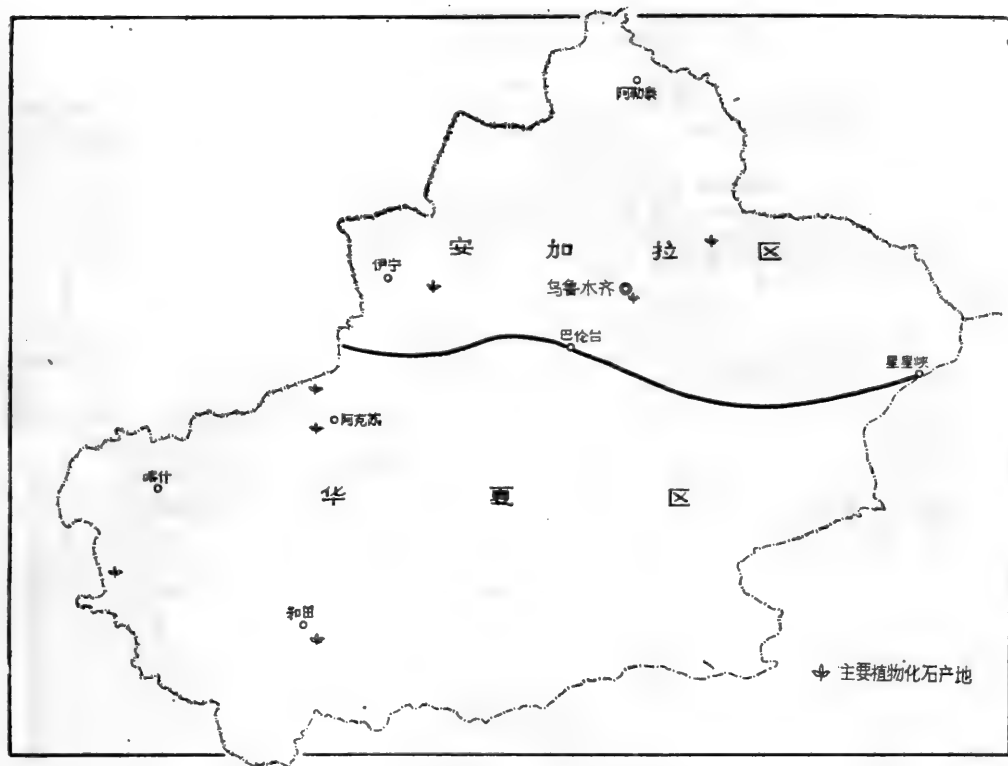 阿勒泰
安加拉区
伊宁
乌鲁木齐
巴伦台
星星峡
阿克苏
喀什
华夏区
和田
主要植物化石产地